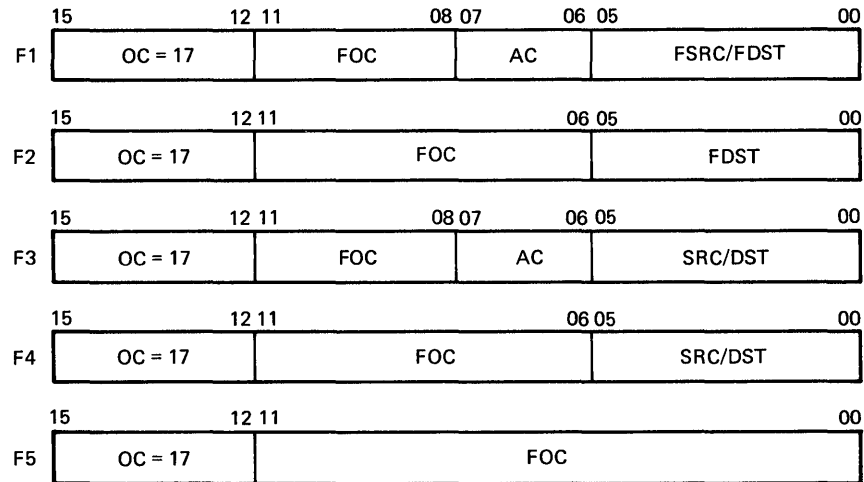 15 12 11 08 07 06 05 00
F1 OC = 17 FOC AC FSRC/FDST
15 12 11 06 05 00
F2 OC = 17 FOC FDST
15 12 11 08 07 06 05 00
F3 OC = 17 FOC AC SRC/DST
15 12 11 06 05 00
F4 OC = 17 FOC SRC/DST
15 12 11 00
F5 OC = 17 FOC